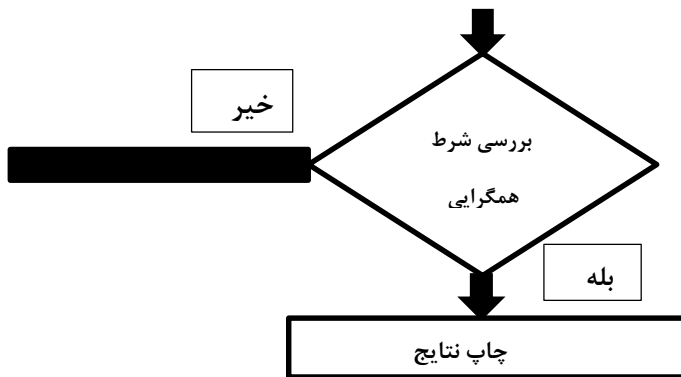 خیر
بررسی شرط
همگرایی
بله
چاپ نتایج